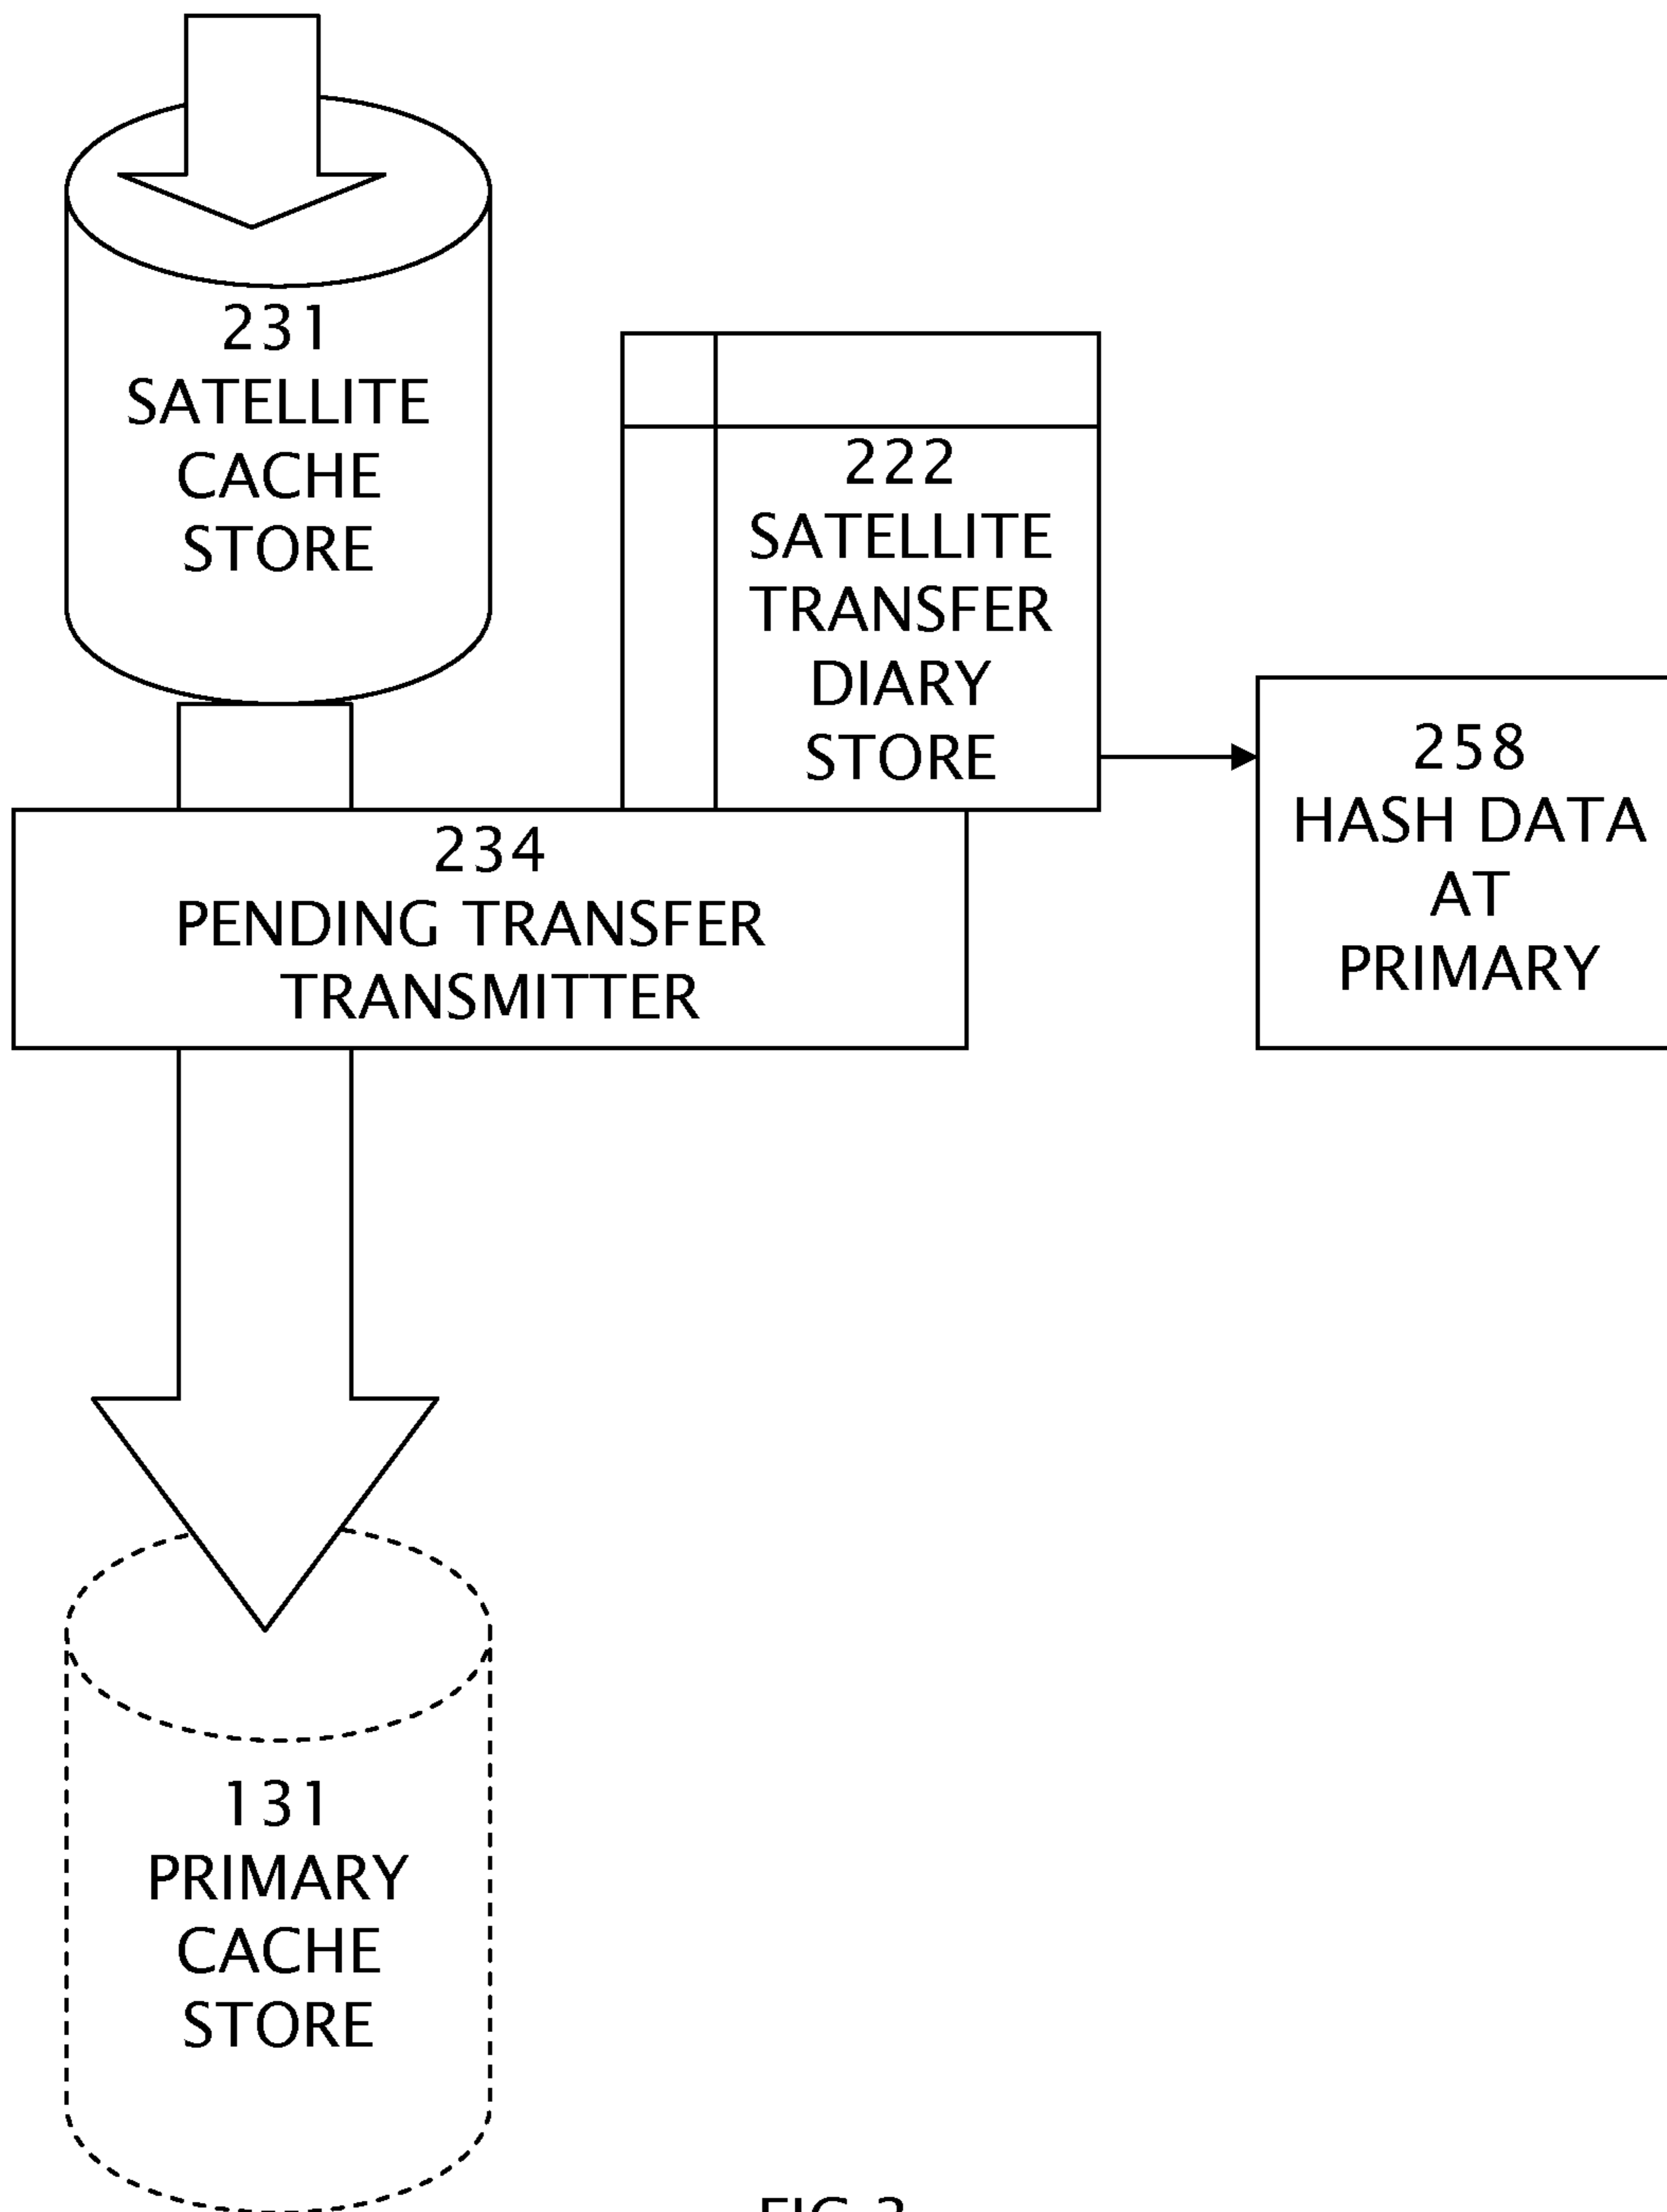 231
SATELLITE
CACHE
STORE
222
SATELLITE
TRANSFER
DIARY
STORE
258
HASH DATA
AT
PRIMARY
234
PENDING TRANSFER
TRANSMITTER
131
PRIMARY
CACHE
STORE